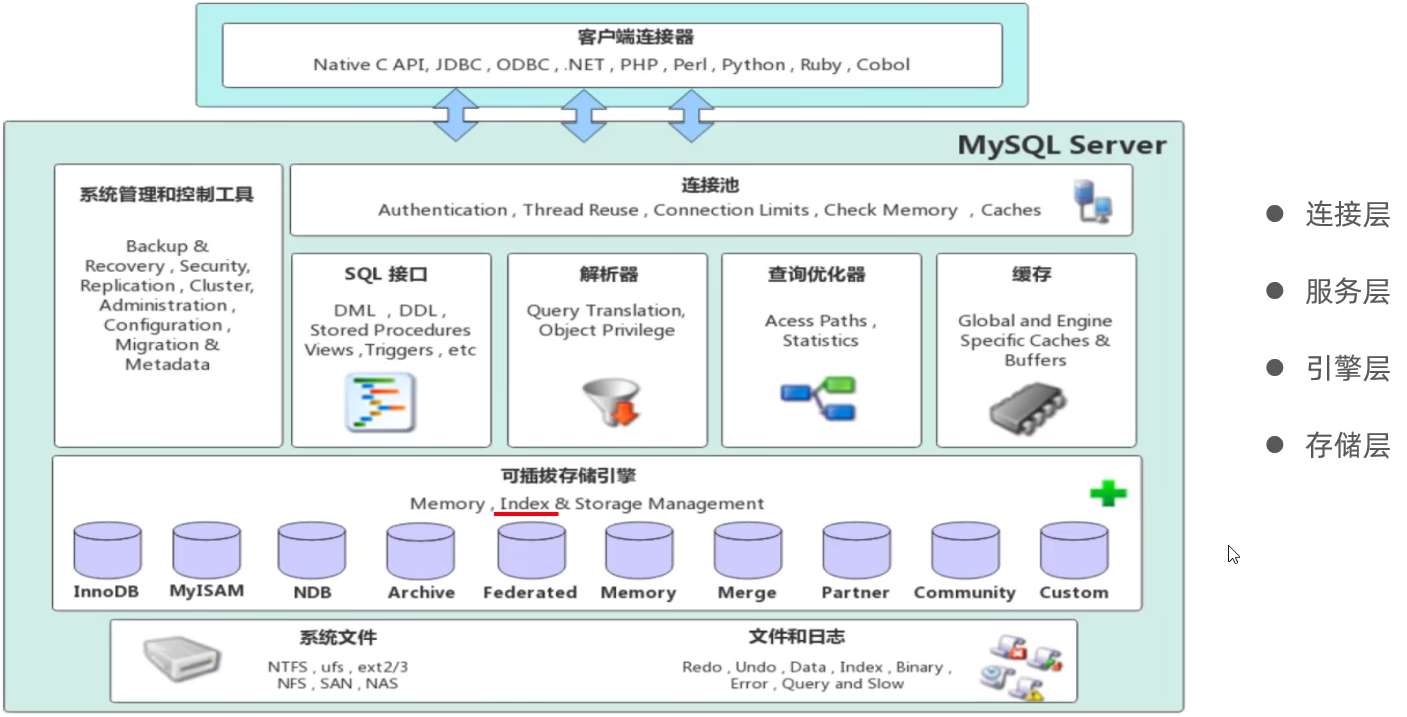 客户端连接器
Native C API, JDBC , ODBC , .NET , PHP , Perl , Python , Ruby , Cobol
MySQL Server
系统管理和控制工具
Backup &
Recovery , Security,
Replication , Cluster,
Administration ,
Configuration ,
Migration &
Metadata
连接池
Authentication , Thread Reuse , Connection Limits , Check Memory , Caches
SQL 接口
DML , DDL ,
Stored Procedures
Views ,Triggers , etc
解析器
Query Translation,
Object Privilege
查询优化器
Acess Paths ,
Statistics
缓存
Global and Engine
Specific Caches &
Buffers
可插拔存储引擎
Memory , Index & Storage Management
InnoDB
MyISAM
NDB
Archive
Federated
Memory
Merge
Partner
Community
Custom
系统文件
NTFS , ufs , ext2/3
NFS , SAN , NAS
文件和日志
Redo , Undo , Data , Index , Binary ,
Error , Query and Slow
连接层
服务层
引擎层
存储层